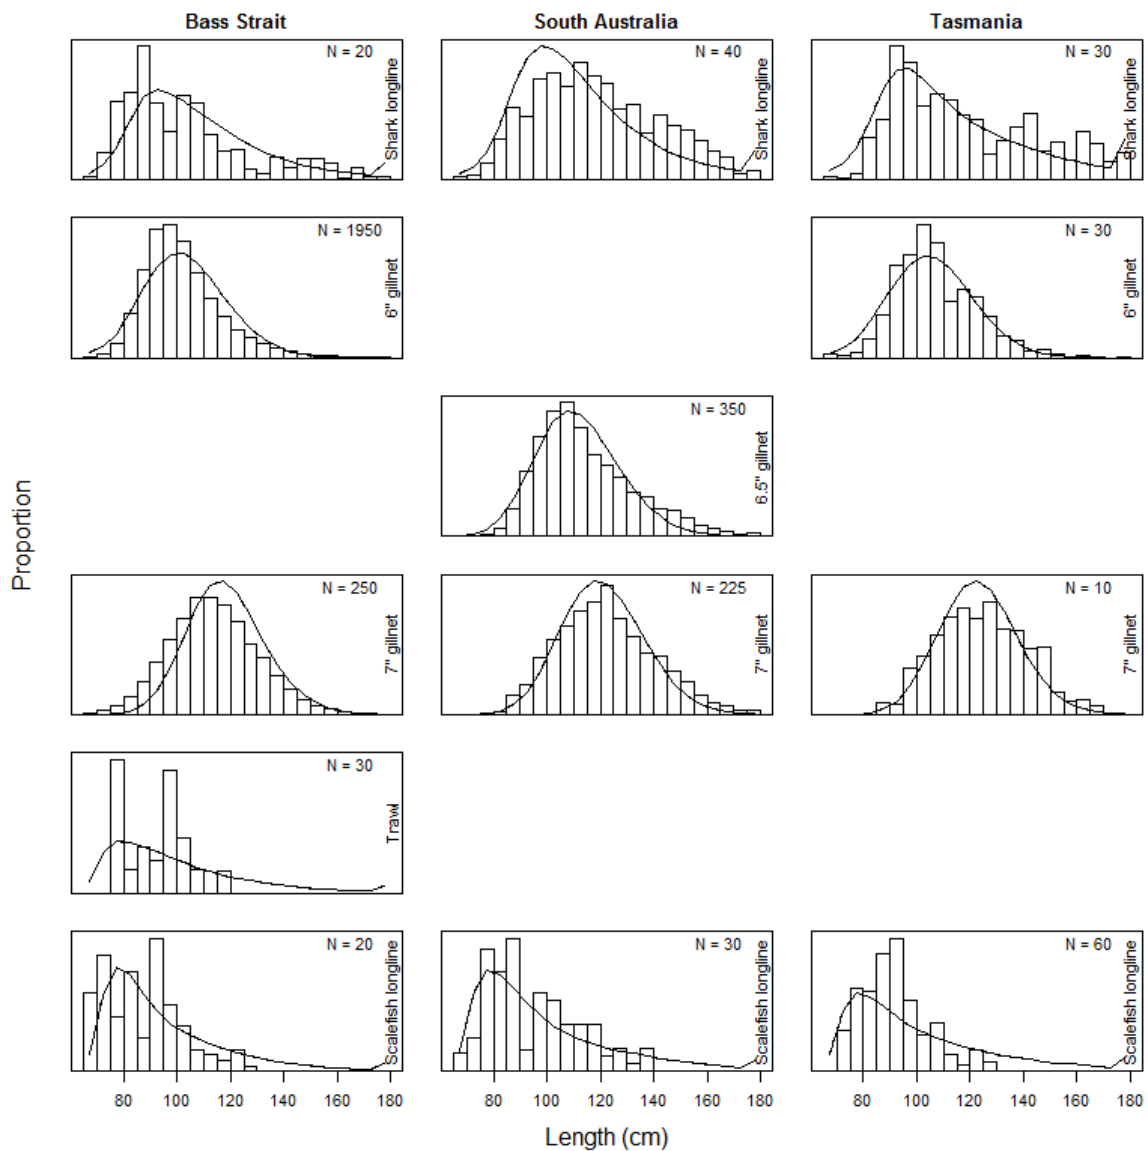 Bass Strait
South Australia
Tasmania
N = 20
Shark longline
N = 40
Shark longline
N = 30
Shark longline
N = 1950
6" gillnet
N = 30
6" gillnet
N = 350
6.5" gillnet
Proportion
N = 250
7" gillnet
N = 225
7" gillnet
N = 10
7" gillnet
N = 30
Trawl
N = 20
Scalefish longline
N = 30
Scalefish longline
N = 60
Scalefish longline
80 100 120 140 160 180
80 100 120 140 160 180
80 100 120 140 160 180
Length (cm)